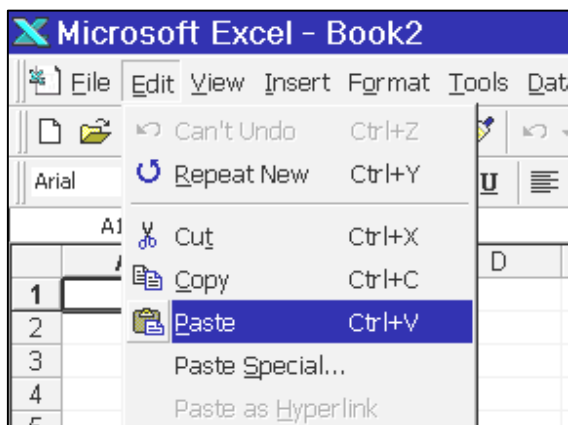 Microsoft Excel - Book2
File Edit View Insert Format Tools Dat
Can't Undo Ctrl+Z
Repeat New Ctrl+Y
Arial U
A1
Cut Ctrl+X
D
Copy Ctrl+C
1
Paste Ctrl+V
2
Paste Special...
3
Paste as Hyperlink
4